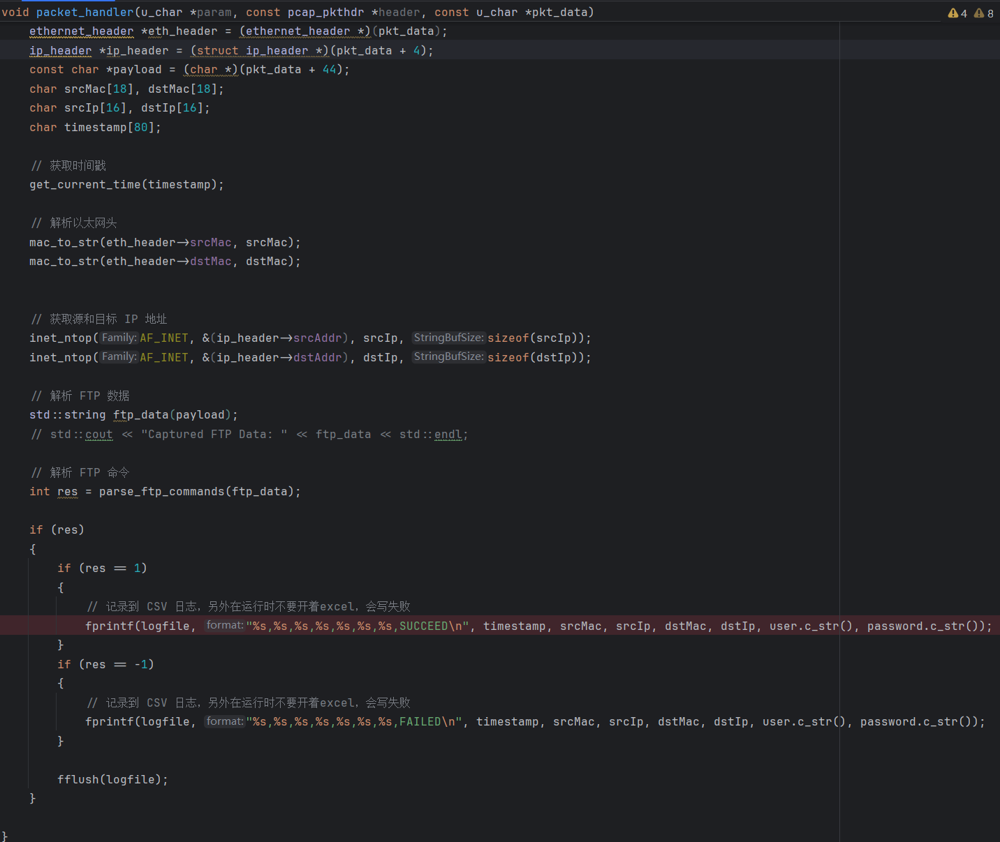 void packet_handler(u_char *param, const pcap_pkthdr *header, const u_char *pkt_data)
4 8
ethernet_header *eth_header = (ethernet_header *)(pkt_data);
ip_header *ip_header = (struct ip_header *)(pkt_data + 4);
const char *payload = (char *)(pkt_data + 44);
char srcMac[18], dstMac[18];
char srcIp[16], dstIp[16];
char timestamp[80];
// 获取时间戳
get_current_time(timestamp);
// 解析以太网头
mac_to_str(eth_header->srcMac, srcMac);
mac_to_str(eth_header->dstMac, dstMac);
// 获取源和目标 IP 地址
inet_ntop(Family: AF_INET, &(ip_header->srcAddr), srcIp, StringBufSize: sizeof(srcIp));
inet_ntop(Family: AF_INET, &(ip_header->dstAddr), dstIp, StringBufSize: sizeof(dstIp));
// 解析 FTP 数据
std::string ftp_data(payload);
// std::cout << "Captured FTP Data: " << ftp_data << std::endl;
// 解析 FTP 命令
int res = parse_ftp_commands(ftp_data);
if (res)
{
if (res == 1)
{
// 记录到 CSV 日志，另外在运行时不要开着excel，会写失败
fprintf(logfile, format: "%s,%s,%s,%s,%s,%s,%s,SUCCEED\n", timestamp, srcMac, srcIp, dstMac, dstIp, user.c_str(), password.c_str());
}
if (res == -1)
{
// 记录到 CSV 日志，另外在运行时不要开着excel，会写失败
fprintf(logfile, format: "%s,%s,%s,%s,%s,%s,%s,FAILED\n", timestamp, srcMac, srcIp, dstMac, dstIp, user.c_str(), password.c_str());
}
fflush(logfile);
}
}